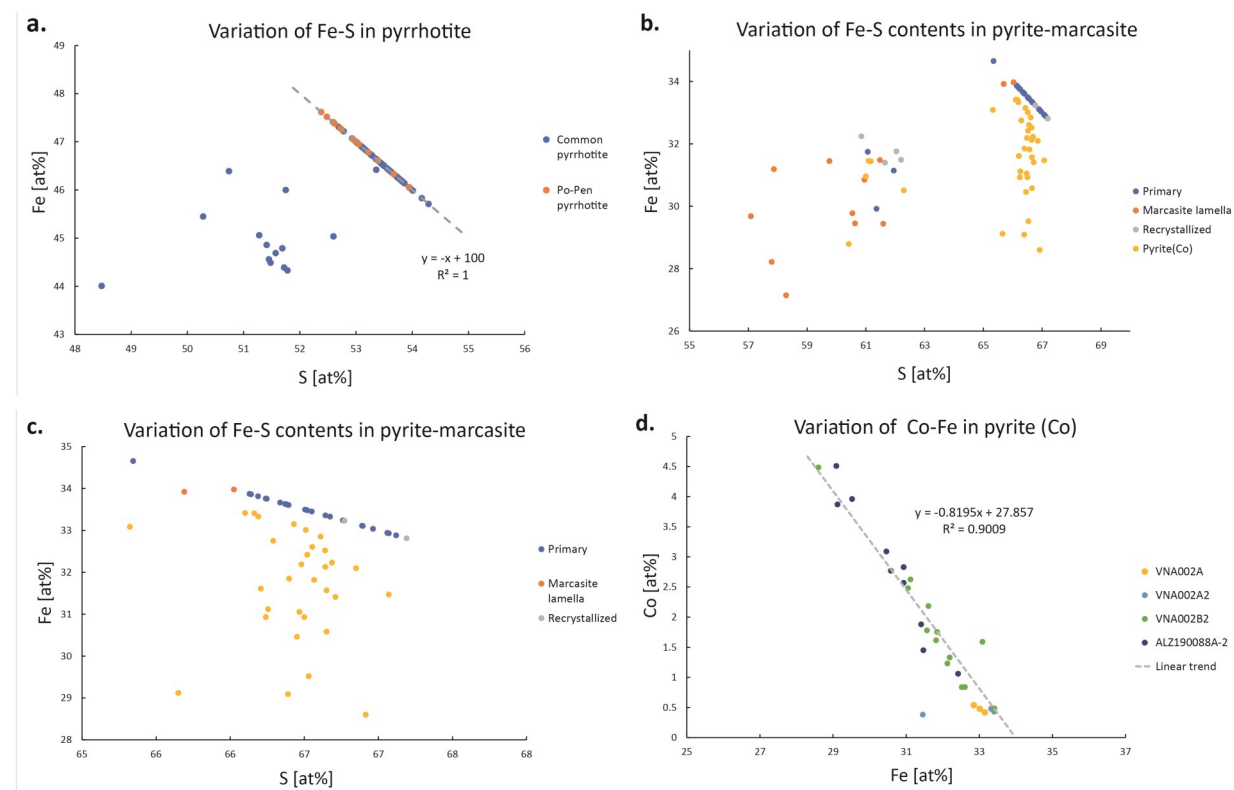 a.
Variation of Fe-S in pyrrhotite
49
48
47
46
45
44
43
Fe [at%]
48 49 50 51 52 53 54 55 56
S [at%]
y = -x + 100
R² = 1
Common
pyrrhotite
Po-Pen
pyrrhotite
b.
Variation of Fe-S contents in pyrite-marcasite
34
32
30
28
26
Fe [at%]
55 57 59 61 63 65 67 69
S [at%]
Primary
Marcasite lamella
Recrystallized
Pyrite(Co)
c.
Variation of Fe-S contents in pyrite-marcasite
35
34
33
32
31
30
29
28
Fe [at%]
65 66 66 67 67 68 68
S [at%]
Primary
Marcasite
lamella
Recrystallized
d.
Variation of Co-Fe in pyrite (Co)
5
4.5
4
3.5
3
2.5
2
1.5
1
0.5
0
Co [at%]
25 27 29 31 33 35 37
Fe [at%]
y = -0.8195x + 27.857
R² = 0.9009
VNA002A
VNA002A2
VNA002B2
ALZ190088A-2
Linear trend